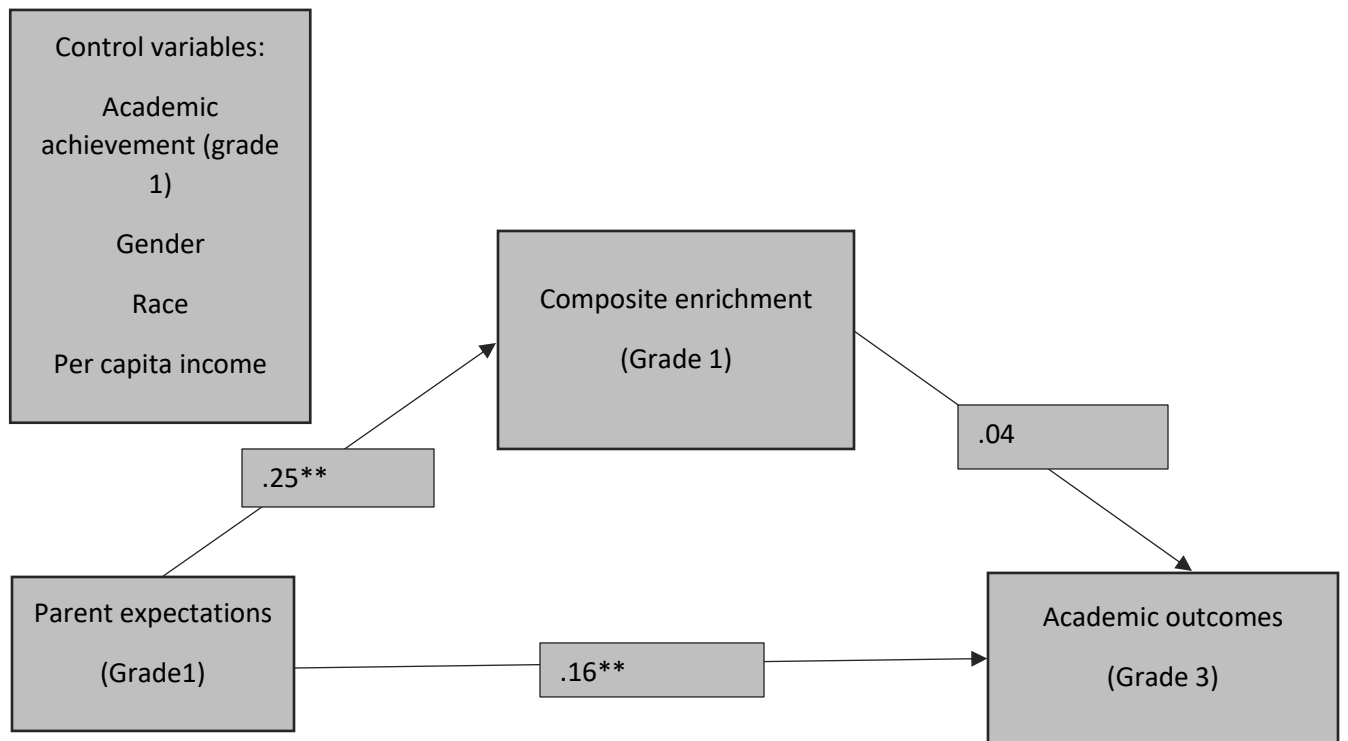 Control variables:
Academic
achievement (grade
1)
Gender
Race
Per capita income
Composite enrichment
(Grade 1)
.25**
.04
Parent expectations
(Grade1)
.16**
Academic outcomes
(Grade 3)